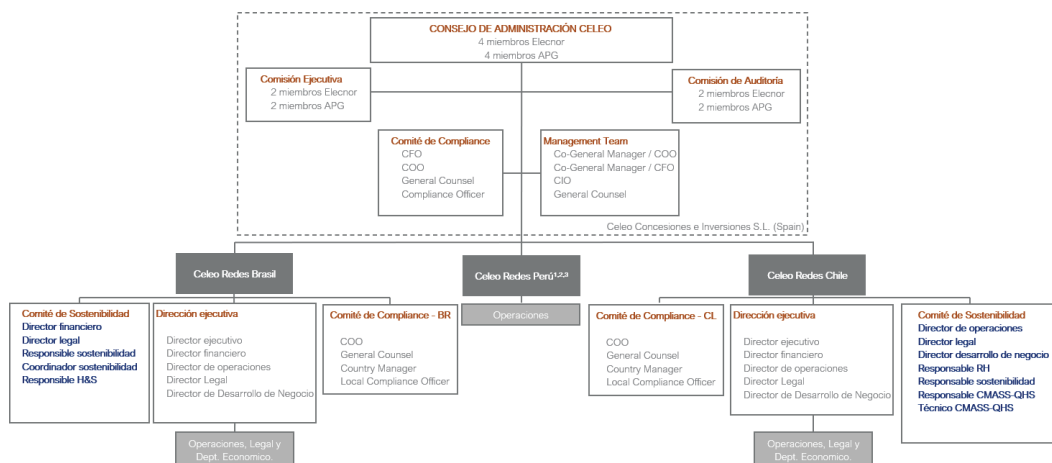 CONSEJO DE ADMINISTRACIÓN CELEO
4 miembros Elecnor
4 miembros APG
Comisión Ejecutiva
2 miembros Elecnor
2 miembros APG
Comisión de Auditoría
2 miembros Elecnor
2 miembros APG
Comité de Compliance
CFO
COO
General Counsel
Compliance Officer
Management Team
Co-General Manager / COO
Co-General Manager / CFO
CIO
General Counsel
Celeo Concesiones e Inversiones S.L. (Spain)
Celeo Redes Brasil
Celeo Redes Perú¹,²,³
Celeo Redes Chile
Comité de Sostenibilidad
Director financiero
Director legal
Responsible sostenibilidad
Coordinador sostenibilidad
Responsible H&S
Dirección ejecutiva
Director ejecutivo
Director financiero
Director de operaciones
Director Legal
Director de Desarrollo de Negocio
Comité de Compliance - BR
COO
General Counsel
Country Manager
Local Compliance Officer
Operaciones
Comité de Compliance - CL
COO
General Counsel
Country Manager
Local Compliance Officer
Dirección ejecutiva
Director ejecutivo
Director financiero
Director de operaciones
Director Legal
Director de Desarrollo de Negocio
Comité de Sostenibilidad
Director de operaciones
Director legal
Director desarrollo de negocio
Responsable RH
Responsable sostenibilidad
Responsable CMASS-QHS
Técnico CMASS-QHS
Operaciones, Legal y
Dept. Economico.
Operaciones, Legal y
Dept. Economico.